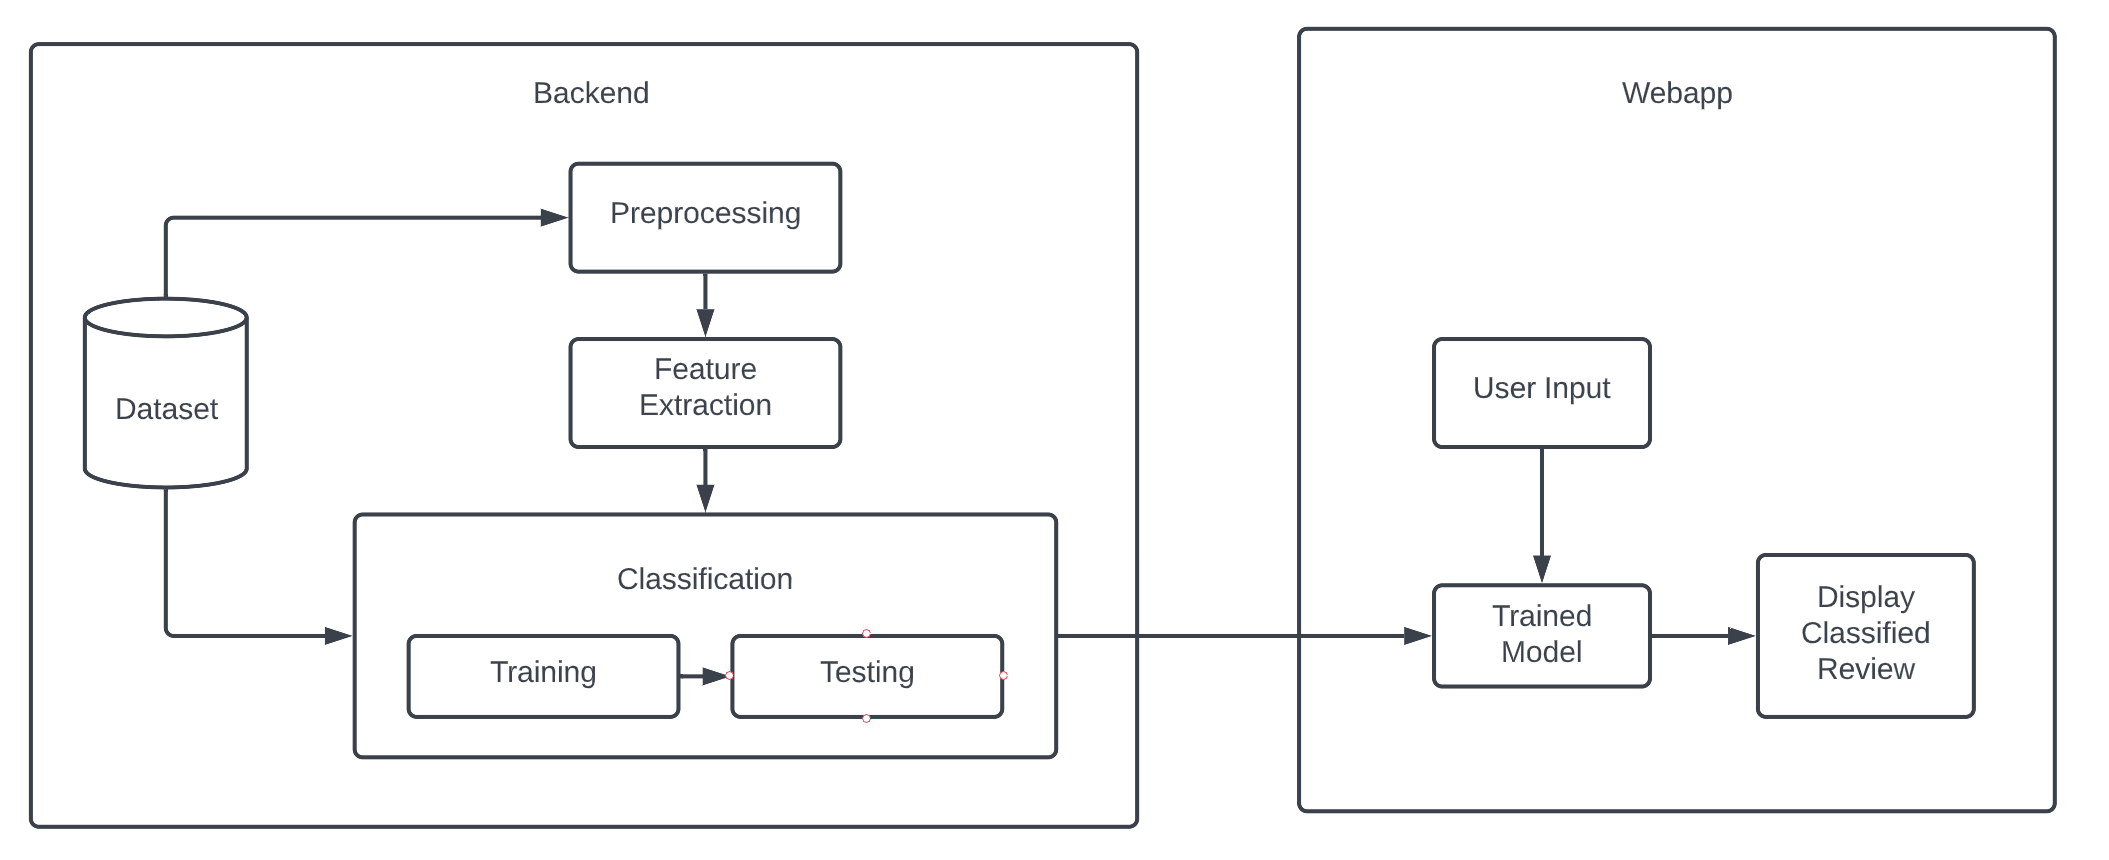 Backend
Preprocessing
Feature
Extraction
Dataset
Classification
Training
Testing
Webapp
User Input
Trained
Model
Display
Classified
Review